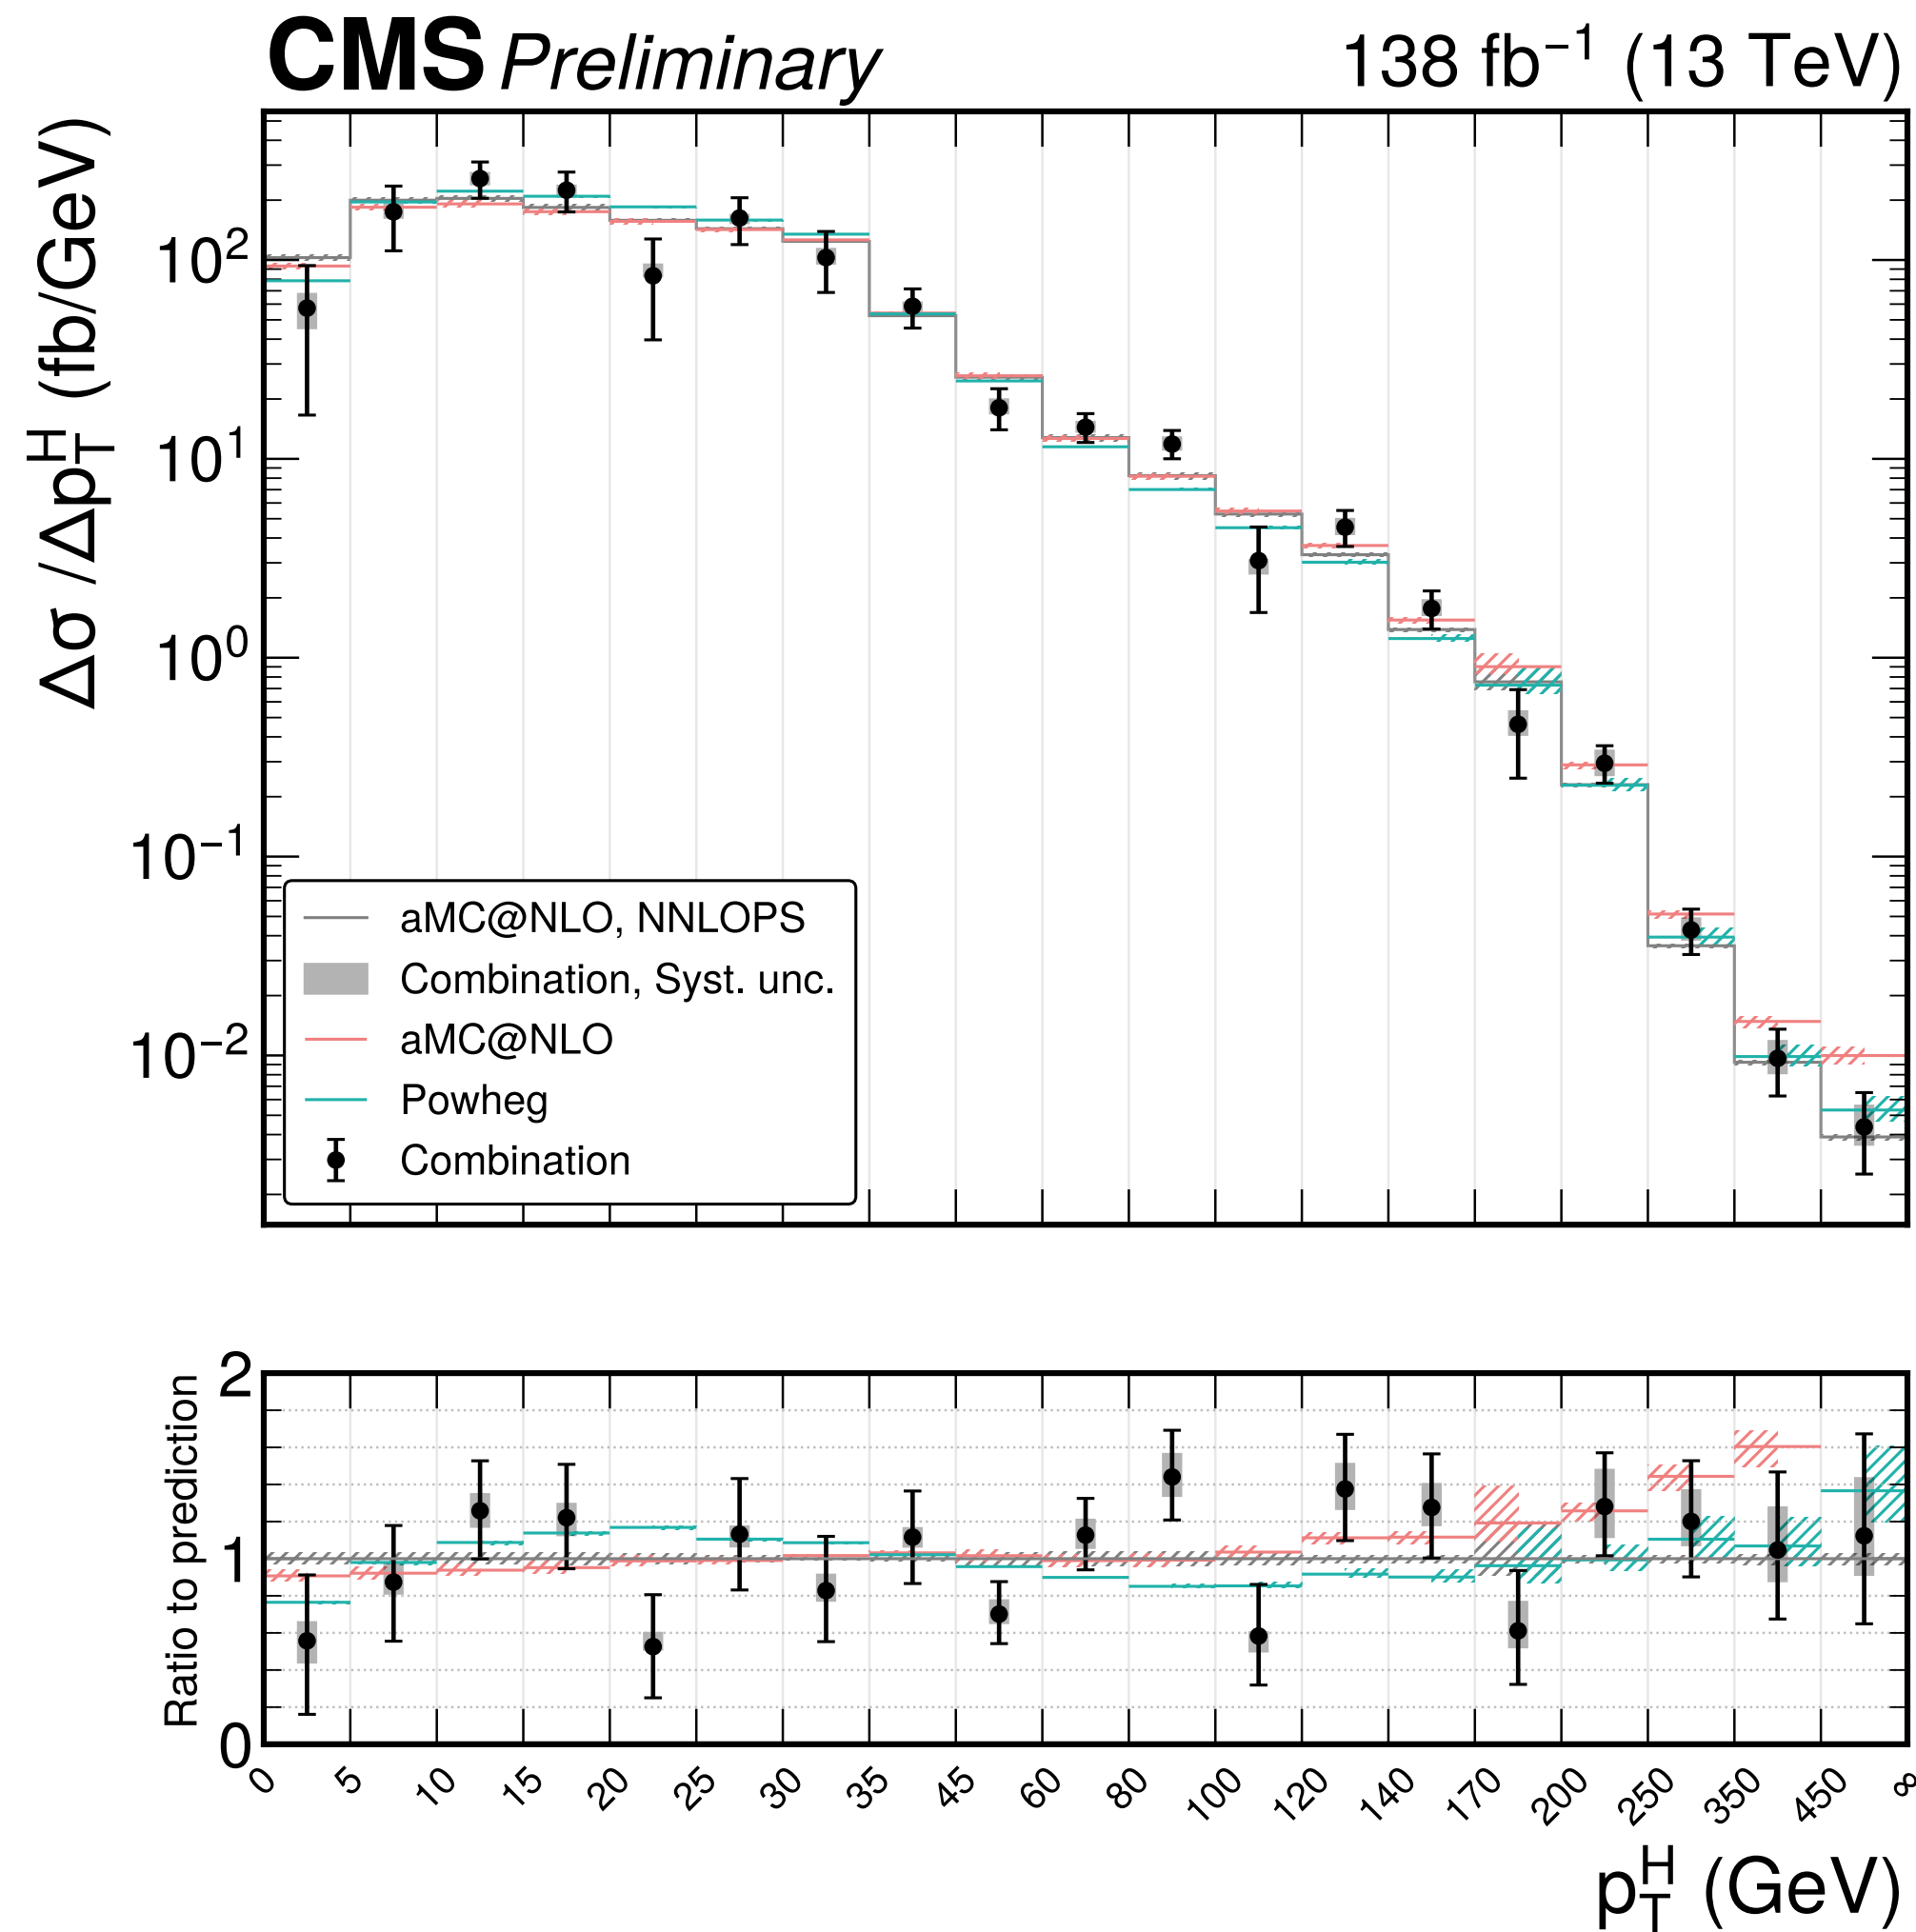 CMS Preliminary 138 fb⁻¹ (13 TeV)
Δσ /Δp_T^H (fb/GeV)
10²
10¹
10⁰
10⁻¹
10⁻²
aMC@NLO, NNLOPS
Combination, Syst. unc.
aMC@NLO
Powheg
Combination
Ratio to prediction
2
1
0
0 5 10 15 20 25 30 35 45 60 80 100 120 140 170 200 250 350 450 ∞
p_T^H (GeV)